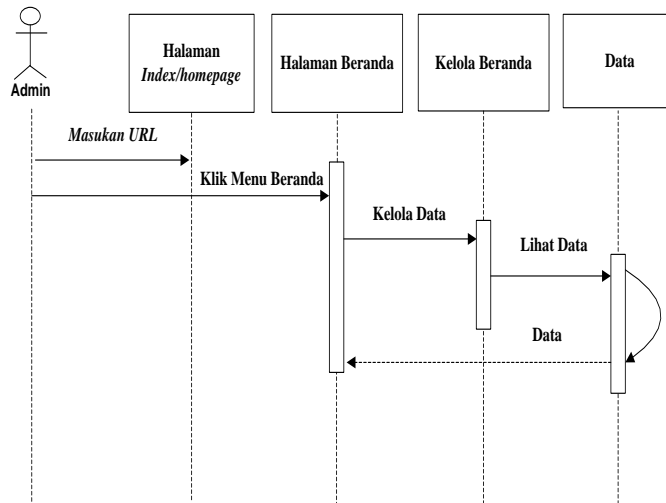 Admin
Halaman
Index/homepage
Halaman Beranda
Kelola Beranda
Data
Masukan URL
Klik Menu Beranda
Kelola Data
Lihat Data
Data